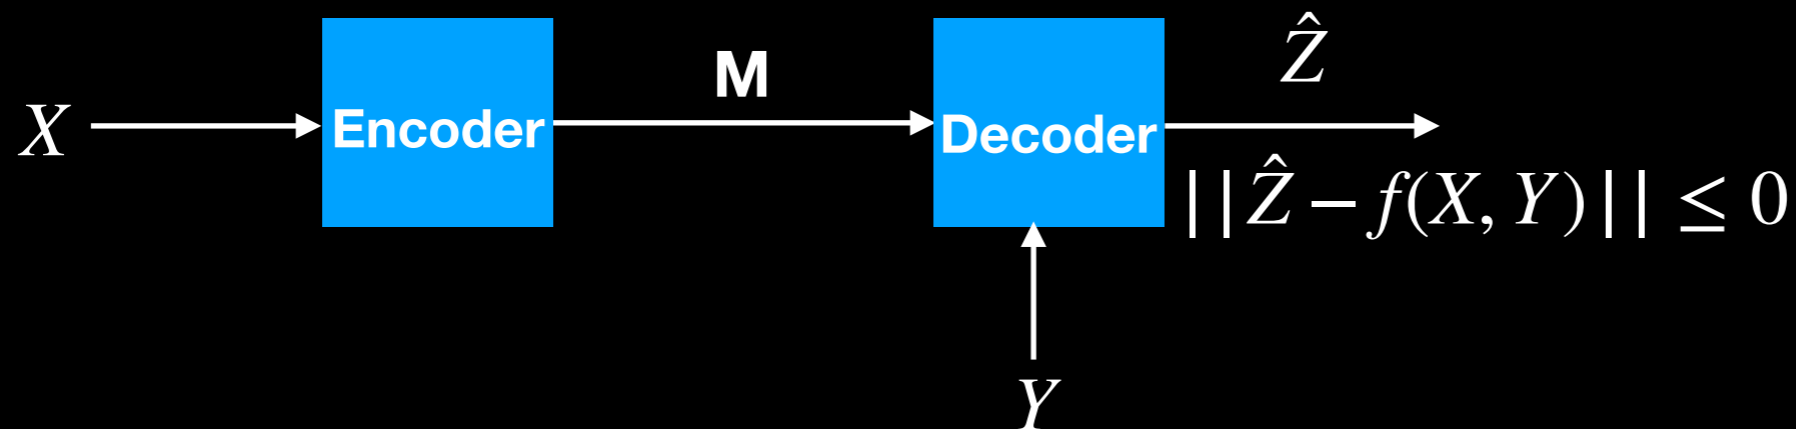 X
Encoder
M
Decoder
Ẑ
||Ẑ − f(X, Y)|| ≤ 0
Y